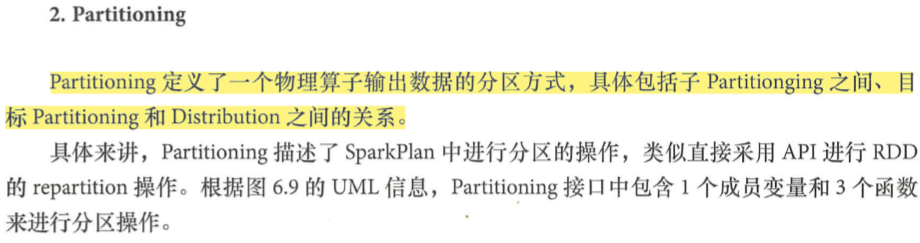 2. Partitioning
Partitioning 定义了一个物理算子输出数据的分区方式，具体包括子 Partitionging 之间、目
标 Partitioning 和 Distribution 之间的关系。
具体来讲，Partitioning 描述了 SparkPlan 中进行分区的操作，类似直接采用 API 进行 RDD
的 repartition 操作。根据图 6.9 的 UML 信息，Partitioning 接口中包含 1 个成员变量和 3 个函数
来进行分区操作。